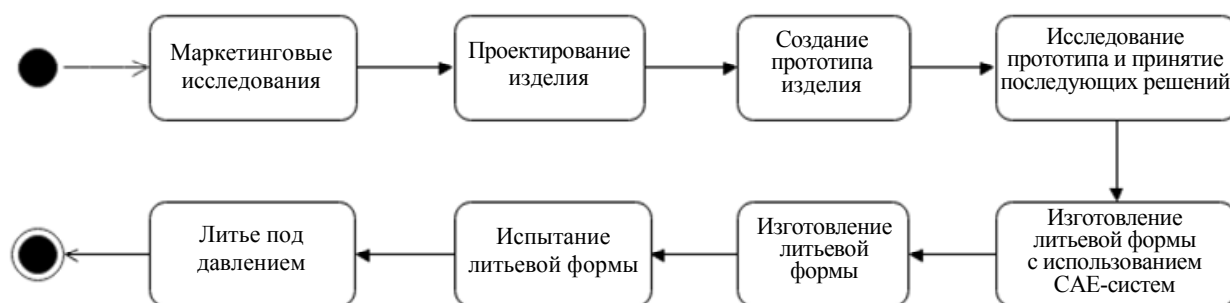 Маркетинговые
исследования
Проектирование
изделия
Создание
прототипа
изделия
Исследование
прототипа и принятие
последующих решений
Изготовление
литьевой формы
с использованием
CAE-систем
Изготовление
литьевой
формы
Испытание
литьевой формы
Литье под
давлением